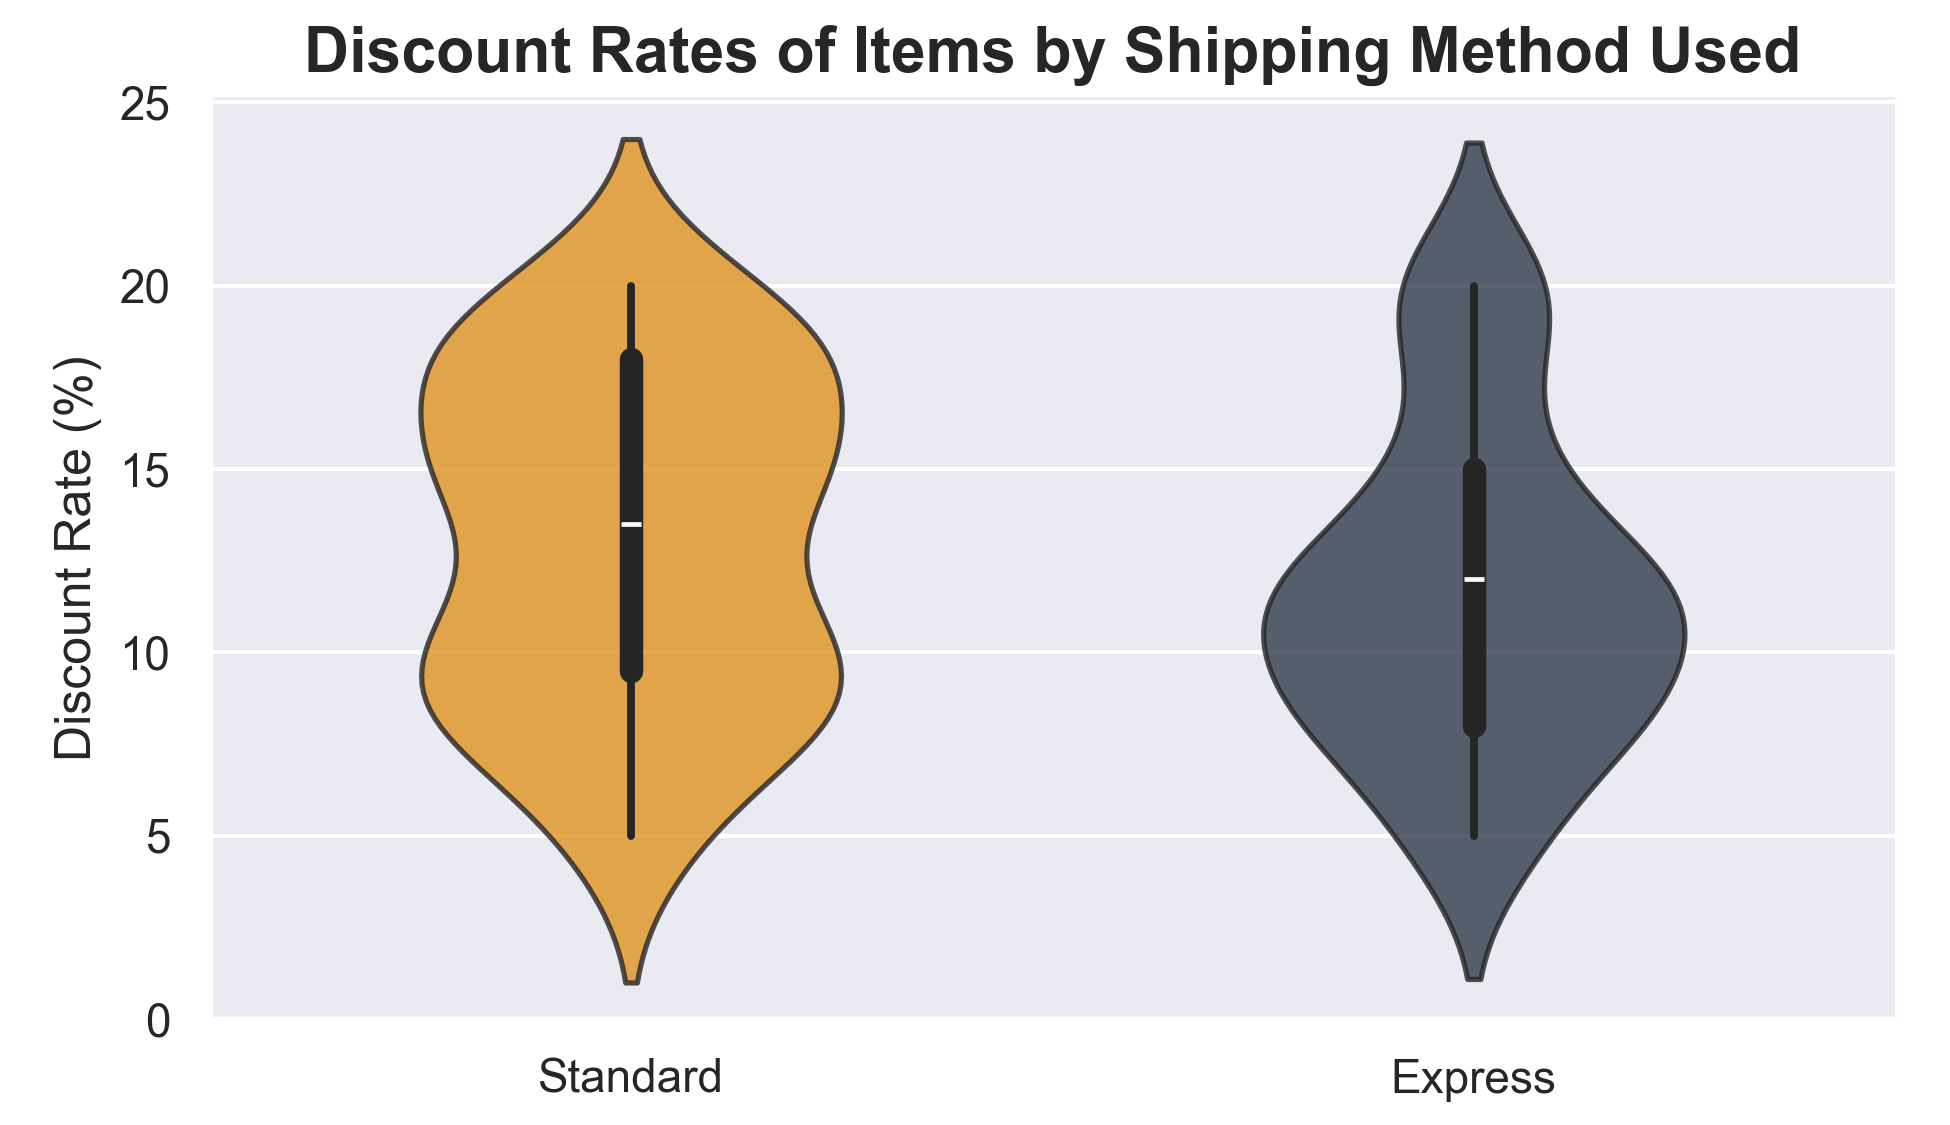 Discount Rates of Items by Shipping Method Used
Discount Rate (%)
25
20
15
10
5
0
Standard
Express